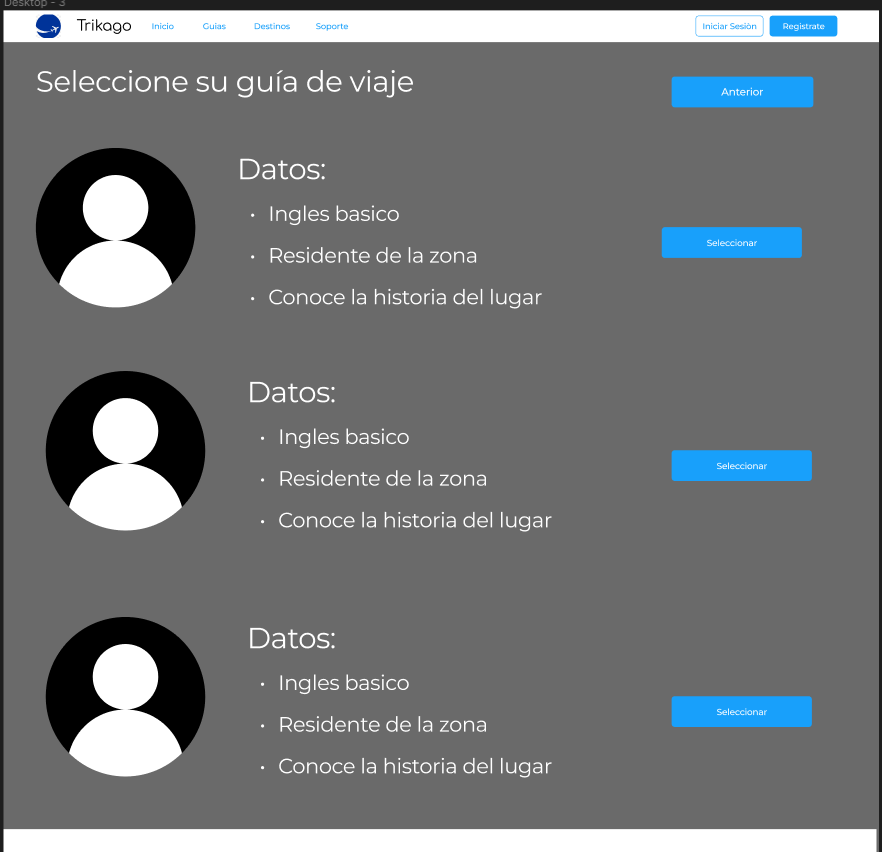 Desktop - 3
Trikago Inicio Guias Destinos Soporte Iniciar Sesiòn Registrate
Seleccione su guía de viaje
Anterior
Datos:
• Ingles basico
• Residente de la zona
• Conoce la historia del lugar
Seleccionar
Datos:
• Ingles basico
• Residente de la zona
• Conoce la historia del lugar
Seleccionar
Datos:
• Ingles basico
• Residente de la zona
• Conoce la historia del lugar
Seleccionar